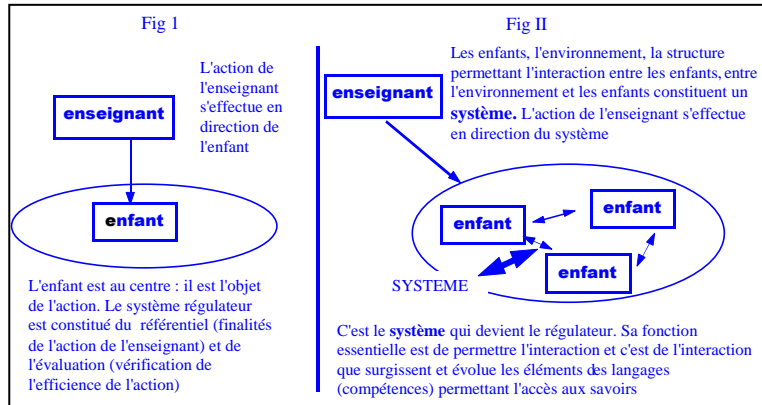 Fig 1
L'action de
l'enseignant
s'effectue en
direction de
l'enfant
enseignant
enfant
L'enfant est au centre : il est l'objet
de l'action. Le système régulateur
est constitué du référentiel (finalités
de l'action de l'enseignant) et de
l'évaluation (vérification de
l'efficience de l'action)
Fig II
Les enfants, l'environnement, la structure
permettant l'interaction entre les enfants, entre
l'environnement et les enfants constituent un
système. L'action de l'enseignant s'effectue
en direction du système
enseignant
enfant
enfant
enfant
SYSTEME
C'est le système qui devient le régulateur. Sa fonction
essentielle est de permettre l'interaction et c'est de l'interaction
que surgissent et évolue les éléments des langages
(compétences) permettant l'accès aux savoirs